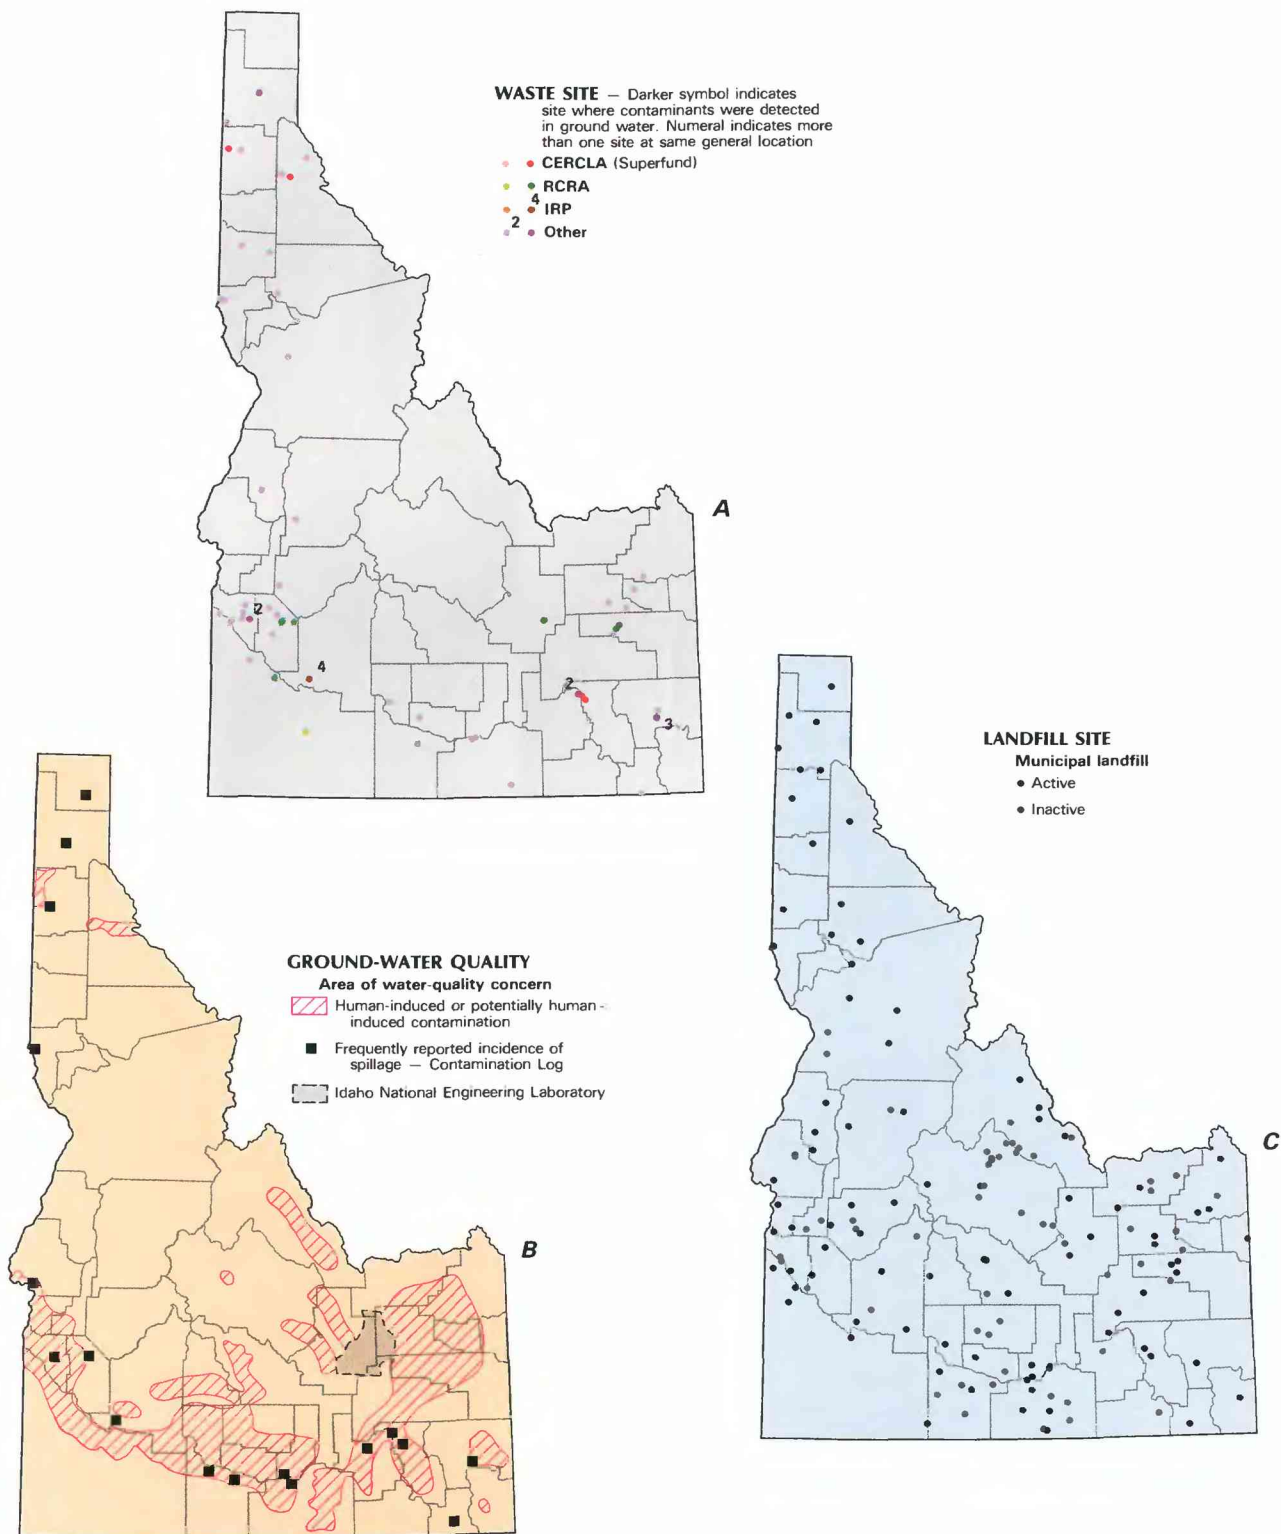 WASTE SITE — Darker symbol indicates
site where contaminants were detected
in ground water. Numeral indicates more
than one site at same general location
CERCLA (Superfund)
RCRA
4
IRP
2
Other
A
2
4
2
3
LANDFILL SITE
Municipal landfill
Active
Inactive
C
GROUND-WATER QUALITY
Area of water-quality concern
Human-induced or potentially human-
induced contamination
Frequently reported incidence of
spillage — Contamination Log
Idaho National Engineering Laboratory
B